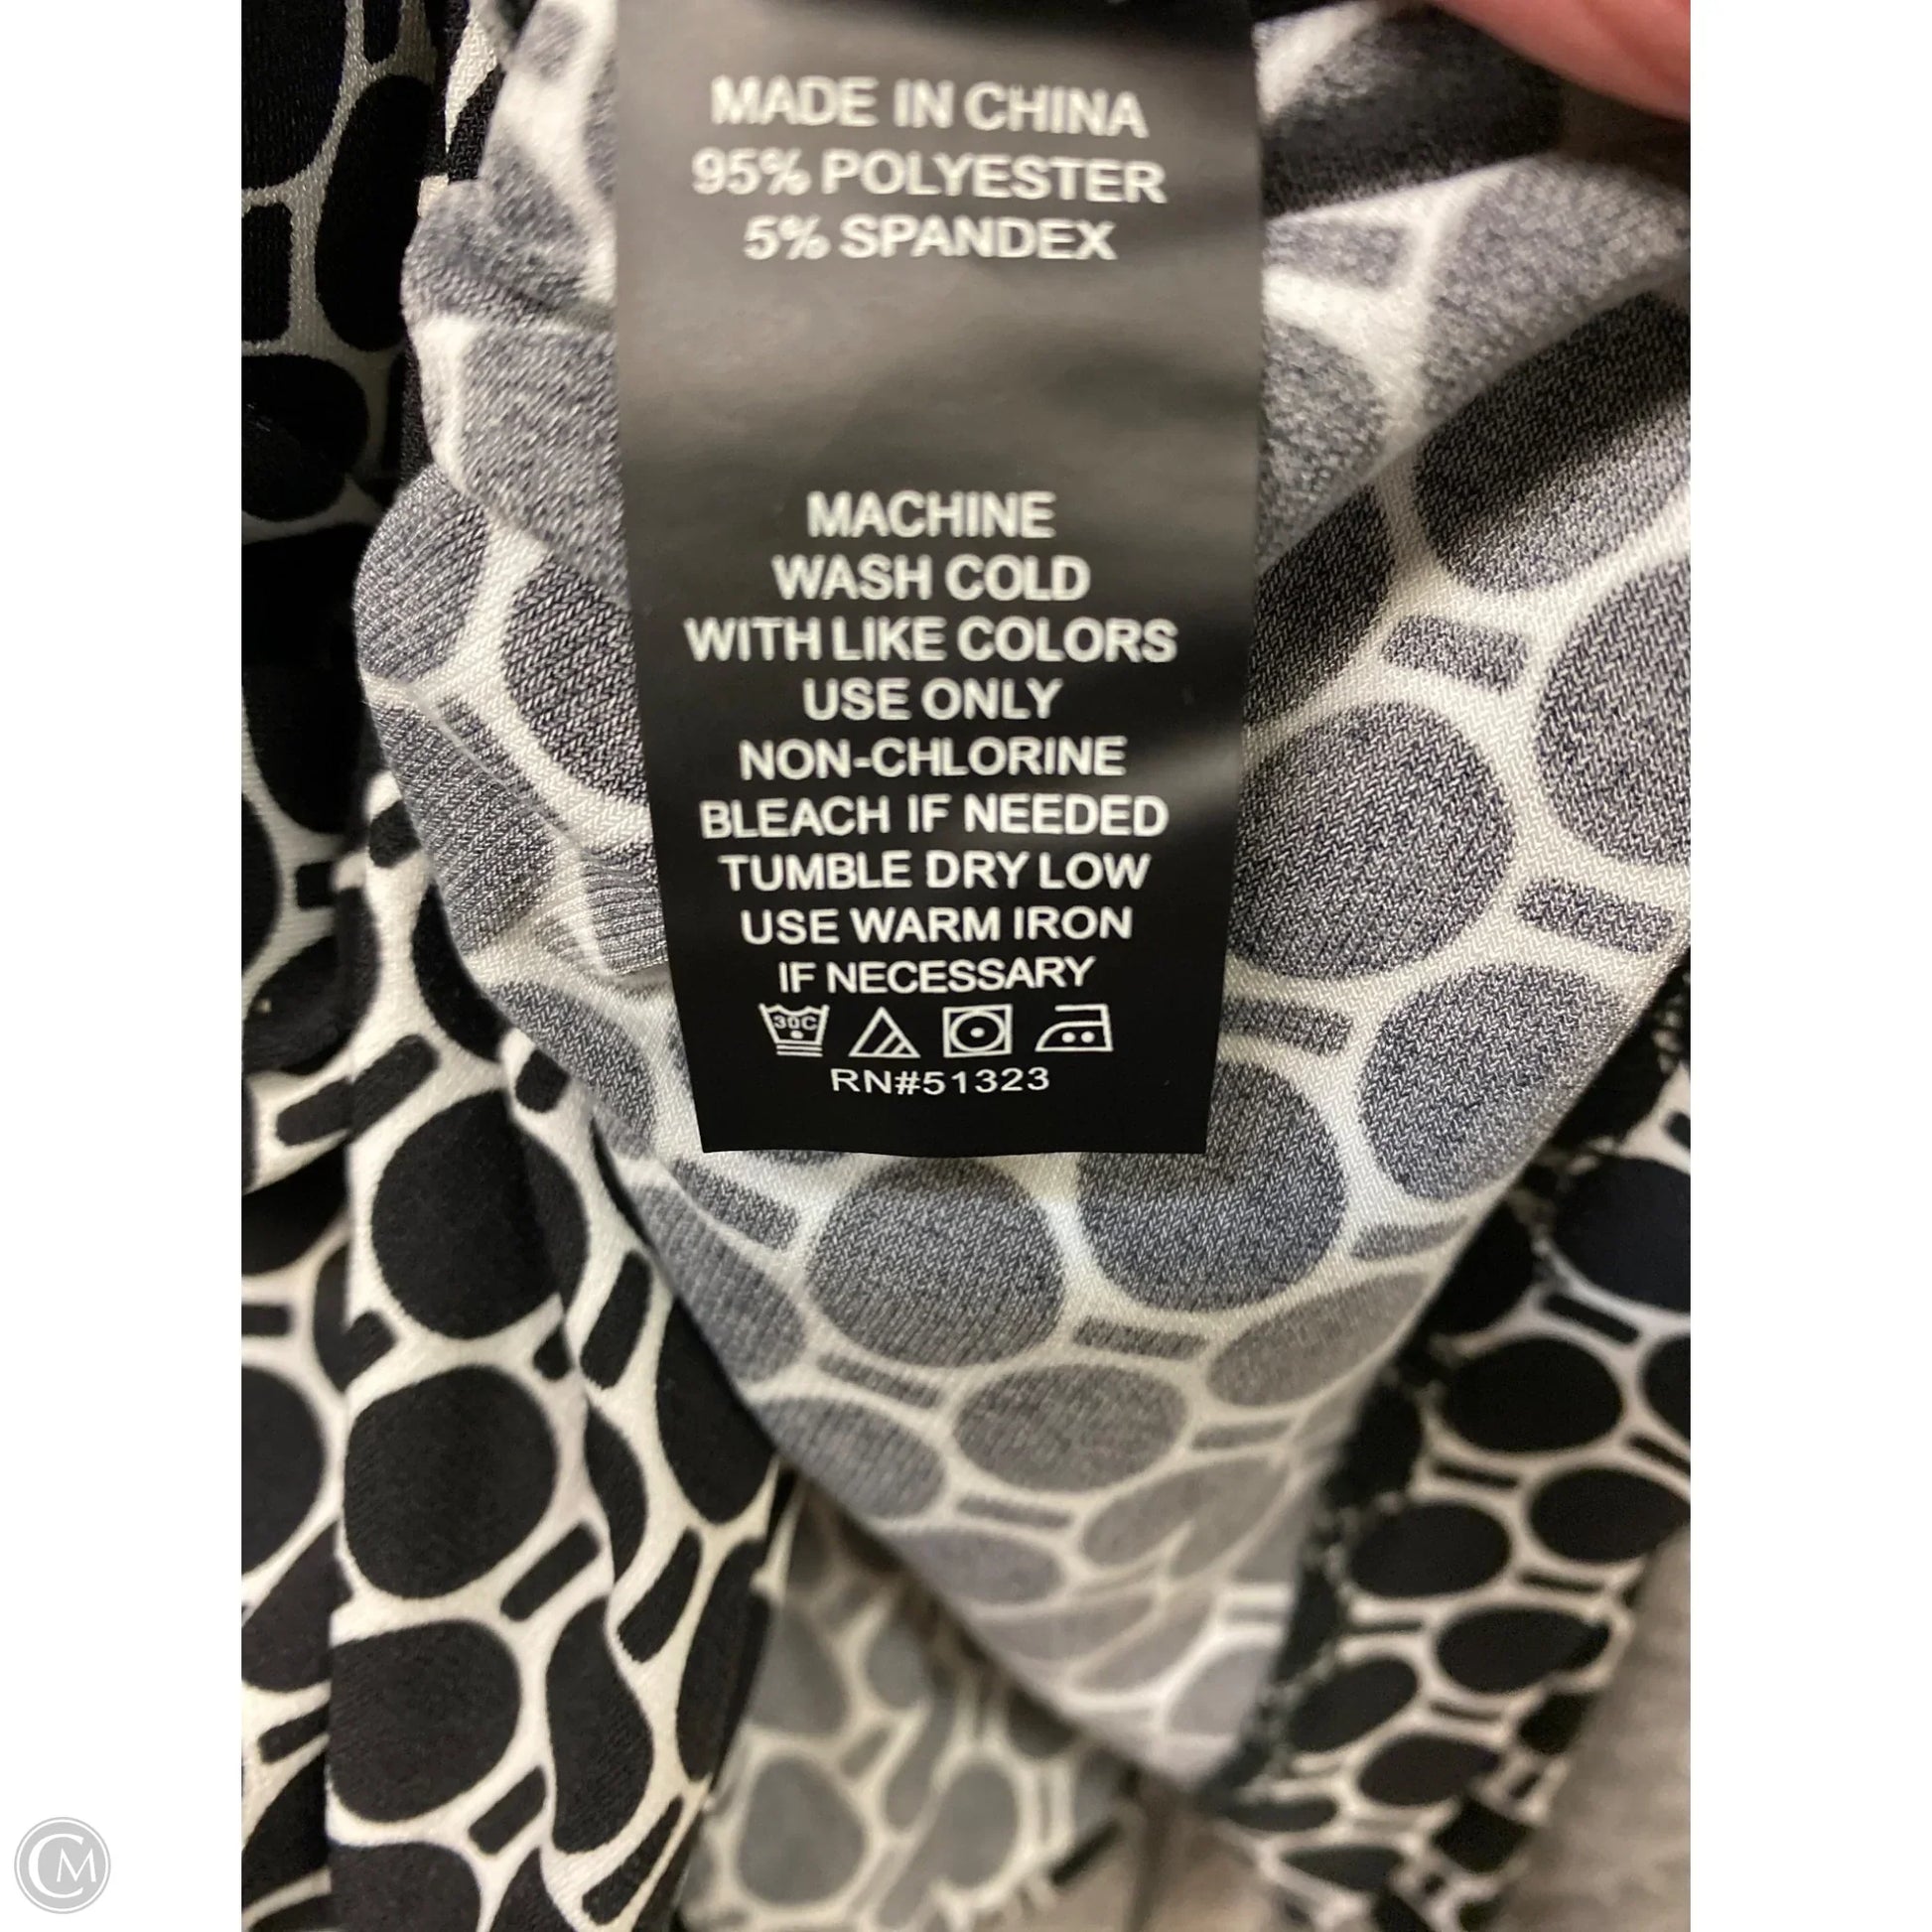 MADE IN CHINA
95% POLYESTER
5% SPANDEX
MACHINE
WASH COLD
WITH LIKE COLORS
USE ONLY
NON-CHLORINE
BLEACH IF NEEDED
TUMBLE DRY LOW
USE WARM IRON
IF NECESSARY
30C
RN#51323
CM